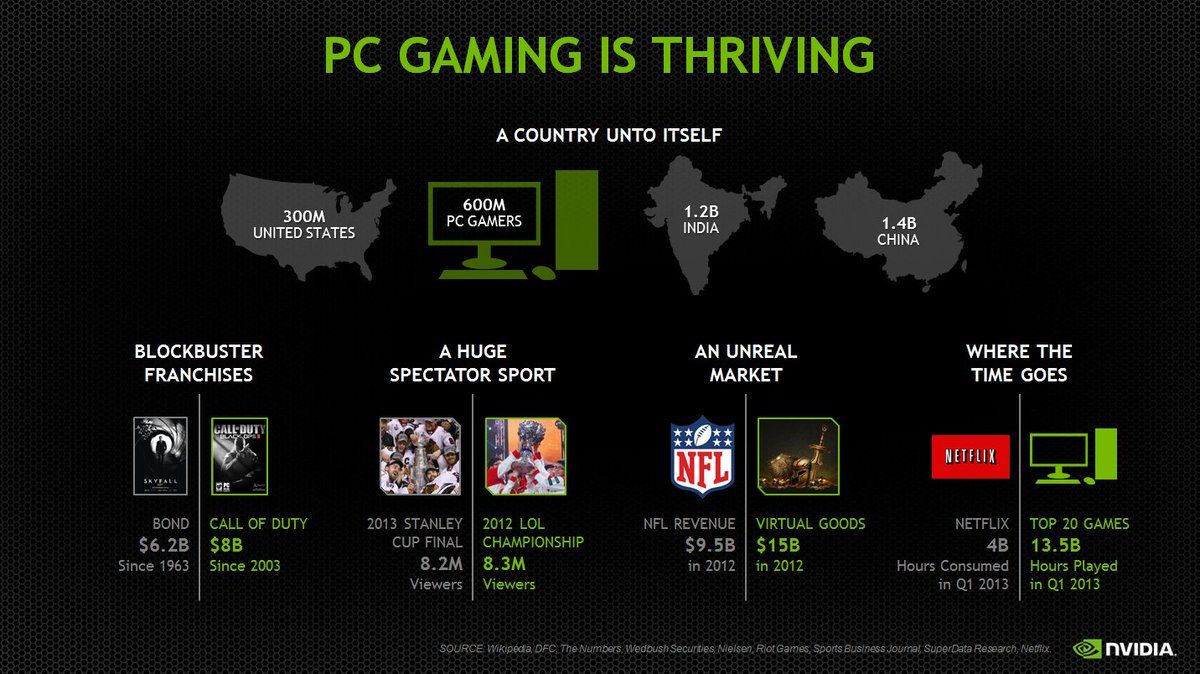 PC GAMING IS THRIVING
A COUNTRY UNTO ITSELF
300M
UNITED STATES
600M
PC GAMERS
1.2B
INDIA
1.4B
CHINA
BLOCKBUSTER
FRANCHISES
SKYFALL
CALL OF DUTY
BLACK OPS II
BOND
$6.2B
Since 1963
CALL OF DUTY
$8B
Since 2003
A HUGE
SPECTATOR SPORT
2013 STANLEY
CUP FINAL
8.2M
Viewers
2012 LOL
CHAMPIONSHIP
8.3M
Viewers
AN UNREAL
MARKET
NFL
NFL REVENUE
$9.5B
in 2012
VIRTUAL GOODS
$15B
in 2012
WHERE THE
TIME GOES
NETFLIX
NETFLIX
4B
Hours Consumed
in Q1 2013
TOP 20 GAMES
13.5B
Hours Played
in Q1 2013
SOURCE: Wikipedia, DFC, The Numbers, Wedbush Securities, Nielsen, Riot Games, Sports Business Journal, SuperData Research, Netflix.
NVIDIA.